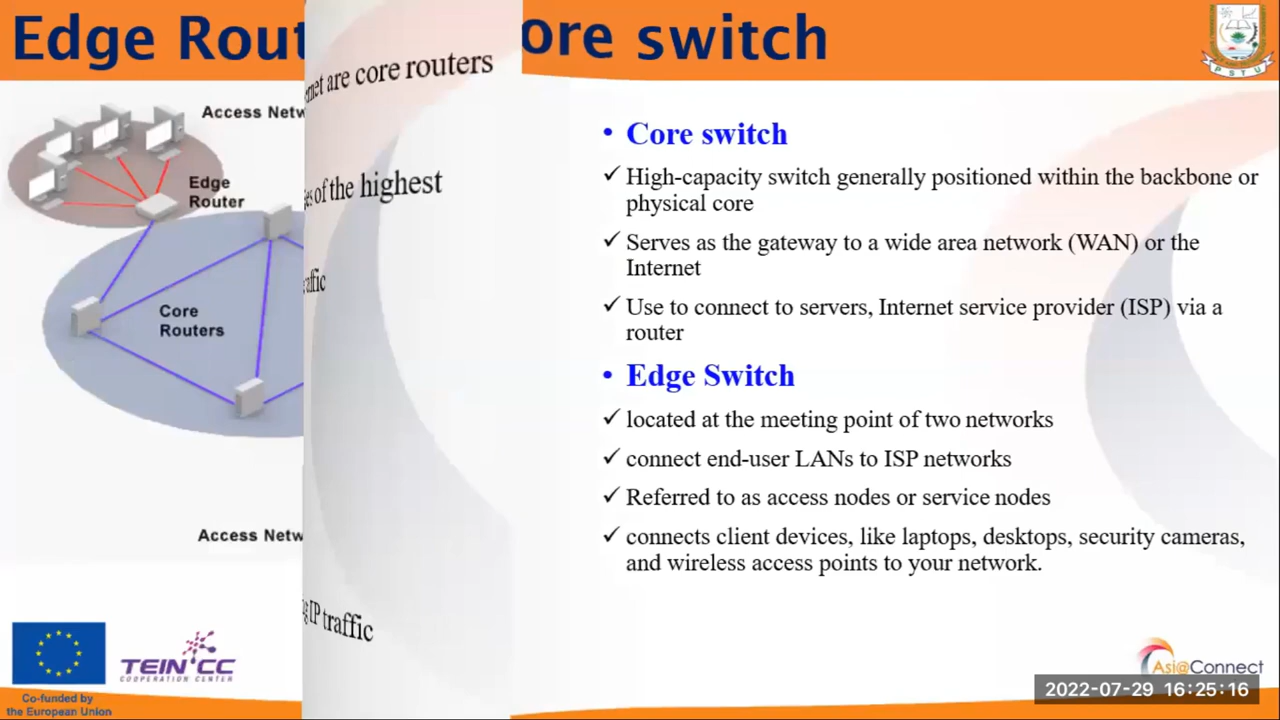 Edge Rout
ore switch
net are core routers
of the highest
IP traffic
Access Netw
Edge
Router
Core
Routers
Access Netw
• Core switch
✓ High-capacity switch generally positioned within the backbone or
physical core
✓ Serves as the gateway to a wide area network (WAN) or the
Internet
✓ Use to connect to servers, Internet service provider (ISP) via a
router
• Edge Switch
✓ located at the meeting point of two networks
✓ connect end-user LANs to ISP networks
✓ Referred to as access nodes or service nodes
✓ connects client devices, like laptops, desktops, security cameras,
and wireless access points to your network.
PSTU
TEIN CC
COOPERATION CENTER
Co-funded by
the European Union
Asi@Connect
2022-07-29 16:25:16